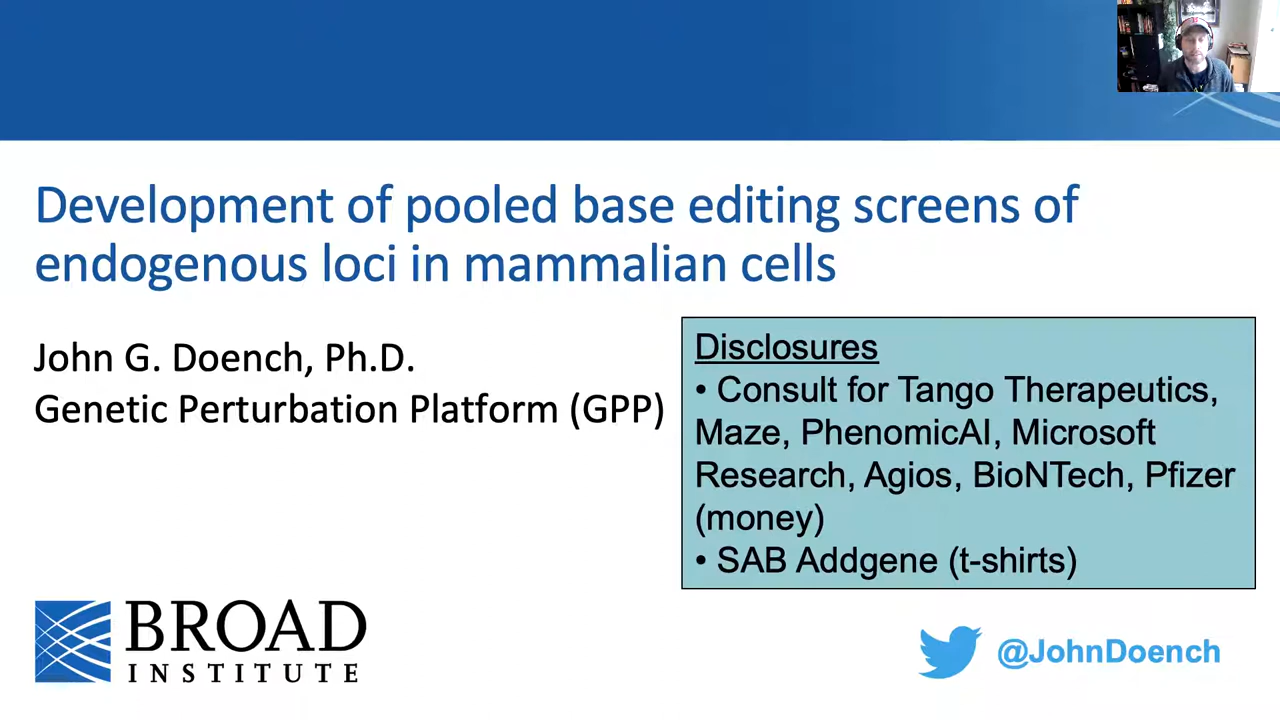 Development of pooled base editing screens of
endogenous loci in mammalian cells
John G. Doench, Ph.D.
Genetic Perturbation Platform (GPP)
Disclosures
• Consult for Tango Therapeutics,
Maze, PhenomicAI, Microsoft
Research, Agios, BioNTech, Pfizer
(money)
• SAB Addgene (t-shirts)
BROAD
INSTITUTE
@JohnDoench